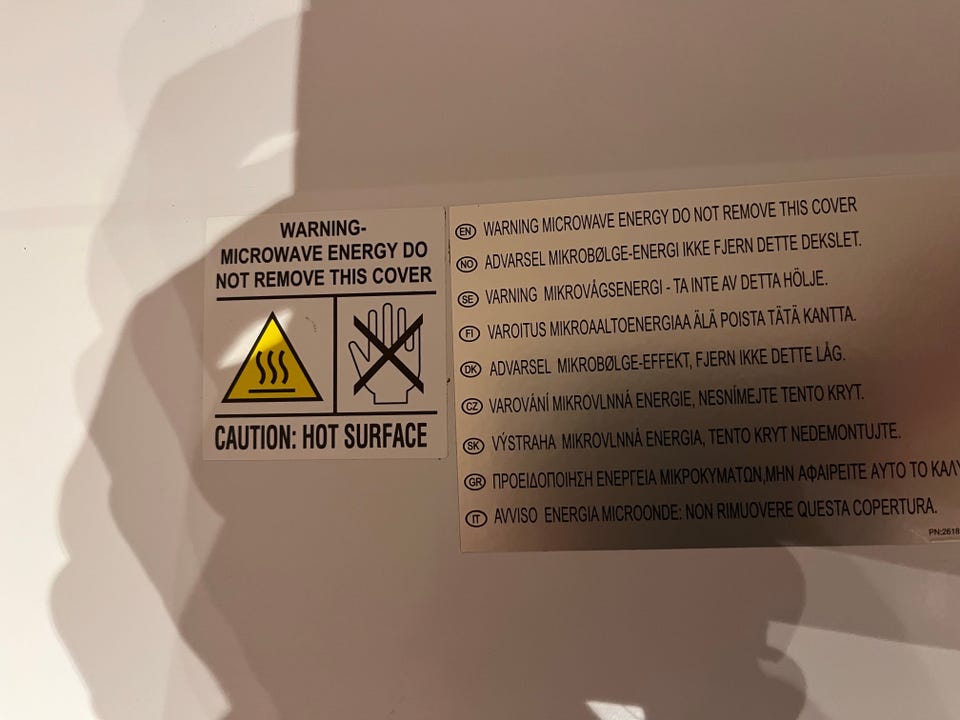 WARNING-
MICROWAVE ENERGY DO
NOT REMOVE THIS COVER
CAUTION: HOT SURFACE
EN WARNING MICROWAVE ENERGY DO NOT REMOVE THIS COVER
NO ADVARSEL MIKROBØLGE-ENERGI IKKE FJERN DETTE DEKSLET.
SE VARNING MIKROVÅGSENERGI - TA INTE AV DETTA HÖLJE.
FI VAROITUS MIKROAALTOENERGIAA ÄLÄ POISTA TÄTÄ KANTTA.
DK ADVARSEL MIKROBØLGE-EFFEKT, FJERN IKKE DETTE LÅG.
CZ VAROVÁNÍ MIKROVLNNÁ ENERGIE, NESNÍMEJTE TENTO KRYT.
SK VÝSTRAHA MIKROVLNNÁ ENERGIA, TENTO KRYT NEDEMONTUJTE.
GR ΠΡΟΕΙΔΟΠΟΙΗΣΗ ΕΝΕΡΓΕΙΑ ΜΙΚΡΟΚΥΜΑΤΩΝ,ΜΗΝ ΑΦΑΙΡΕΙΤΕ ΑΥΤΟ ΤΟ ΚΑΛΥ
IT AVVISO ENERGIA MICROONDE: NON RIMUOVERE QUESTA COPERTURA.
PN:2618